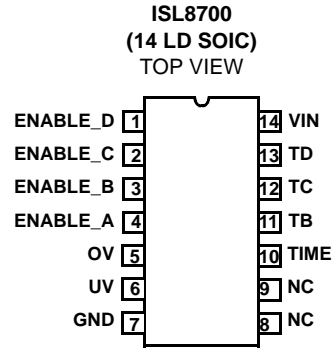 ISL8700
(14 LD SOIC)
TOP VIEW
ENABLE_D 1 14 VIN
ENABLE_C 2 13 TD
ENABLE_B 3 12 TC
ENABLE_A 4 11 TB
OV 5 10 TIME
UV 6 9 NC
GND 7 8 NC